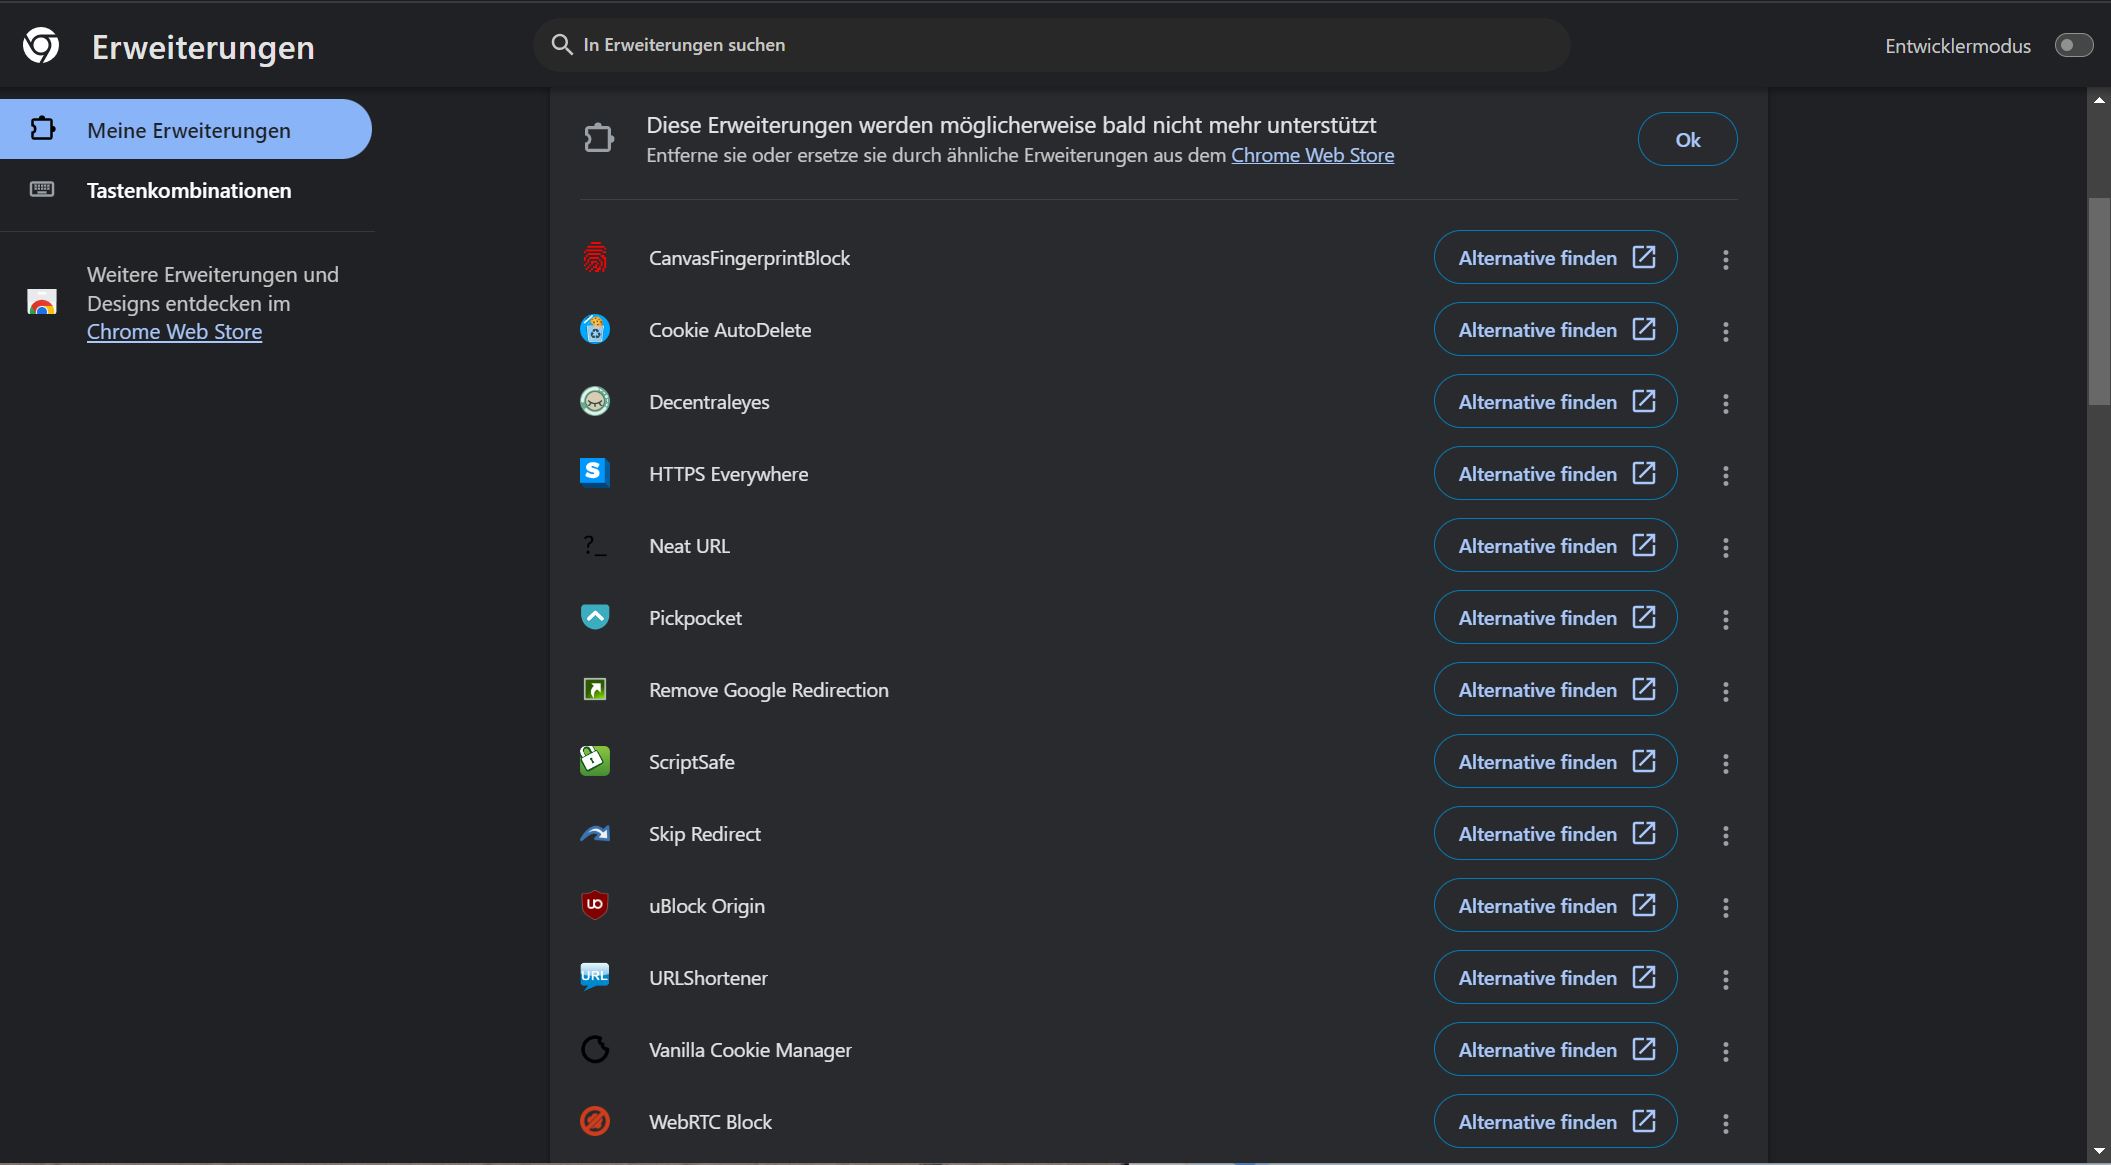 Erweiterungen
In Erweiterungen suchen
Entwicklermodus
Meine Erweiterungen
Tastenkombinationen
Weitere Erweiterungen und
Designs entdecken im
Chrome Web Store
Diese Erweiterungen werden möglicherweise bald nicht mehr unterstützt
Entferne sie oder ersetze sie durch ähnliche Erweiterungen aus dem Chrome Web Store
Ok
CanvasFingerprintBlock
Alternative finden
Cookie AutoDelete
Alternative finden
Decentraleyes
Alternative finden
S
HTTPS Everywhere
Alternative finden
?_
Neat URL
Alternative finden
Pickpocket
Alternative finden
Remove Google Redirection
Alternative finden
ScriptSafe
Alternative finden
Skip Redirect
Alternative finden
uBlock Origin
Alternative finden
URL
URLShortener
Alternative finden
Vanilla Cookie Manager
Alternative finden
WebRTC Block
Alternative finden